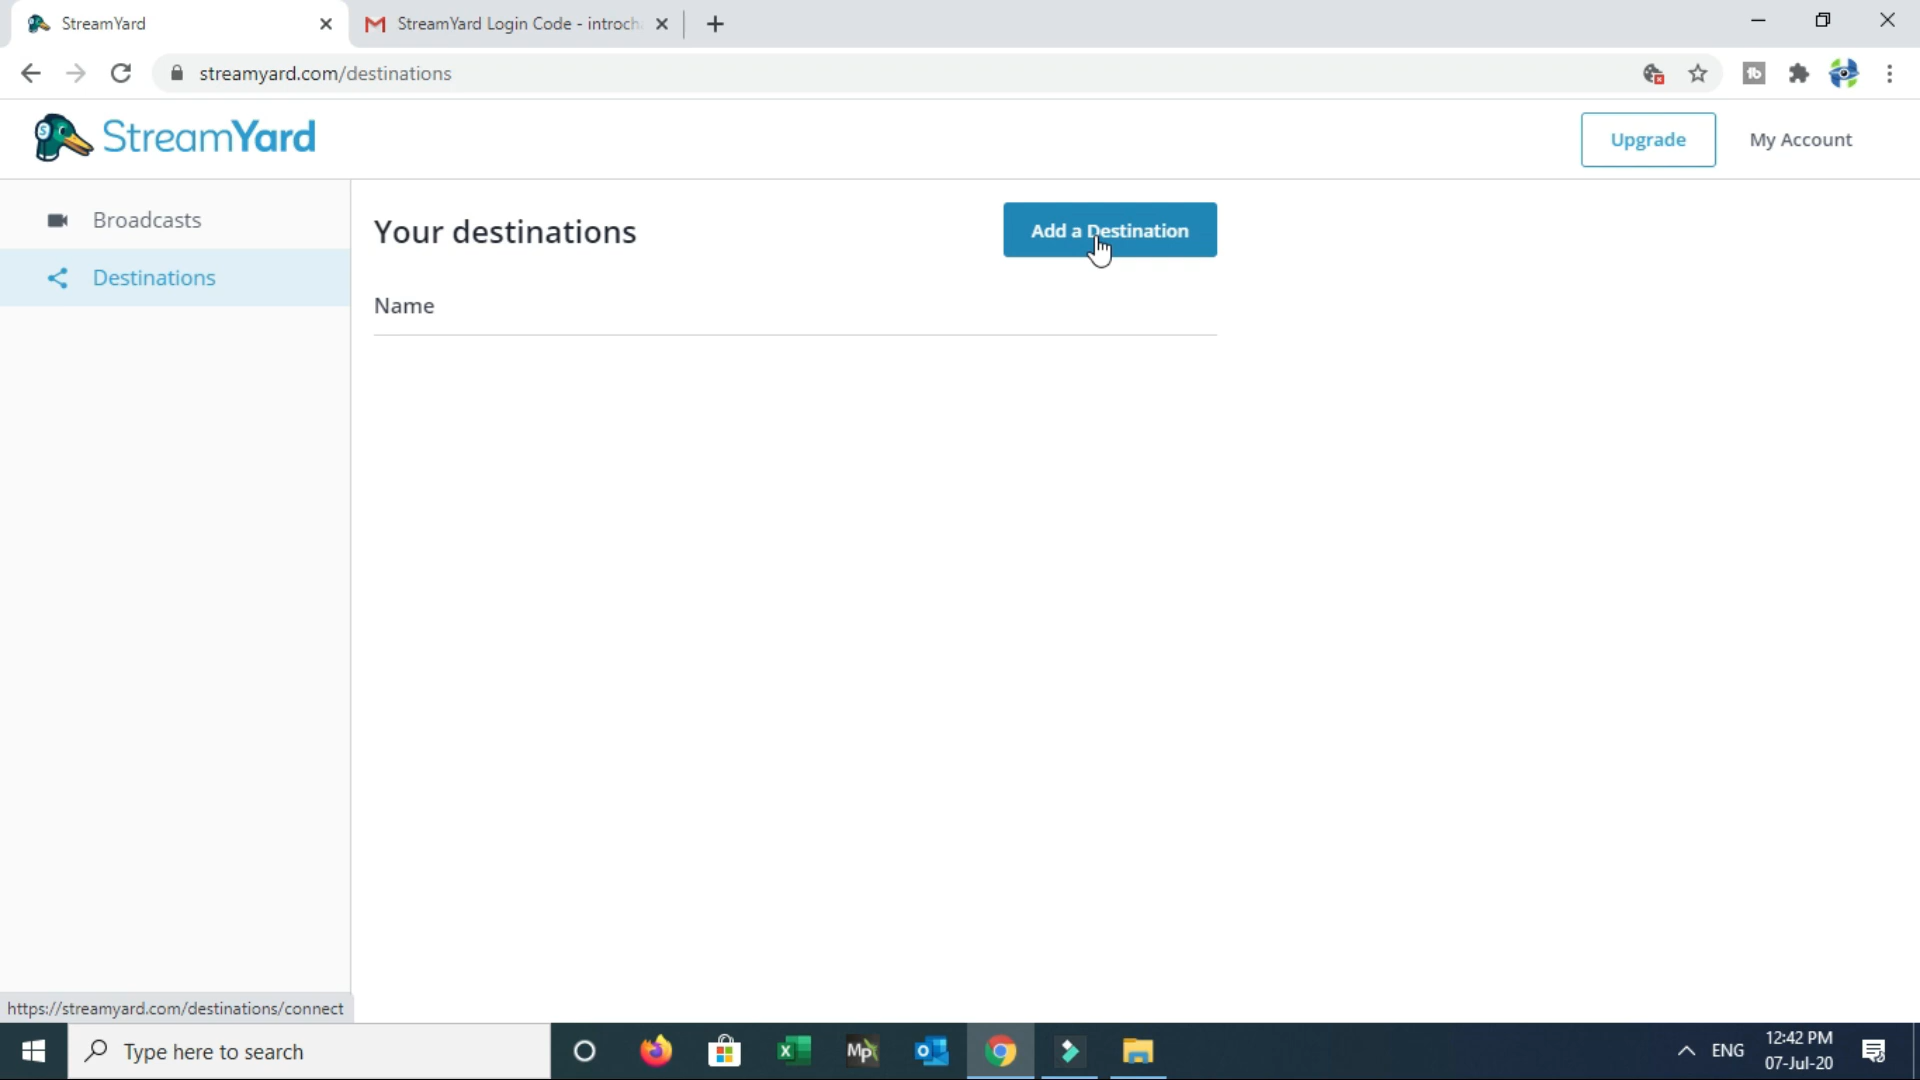 StreamYard
StreamYard Login Code - introch
streamyard.com/destinations
StreamYard
Upgrade
My Account
Broadcasts
Destinations
Your destinations
Add a Destination
Name
https://streamyard.com/destinations/connect
Type here to search
ENG
12:42 PM
07-Jul-20